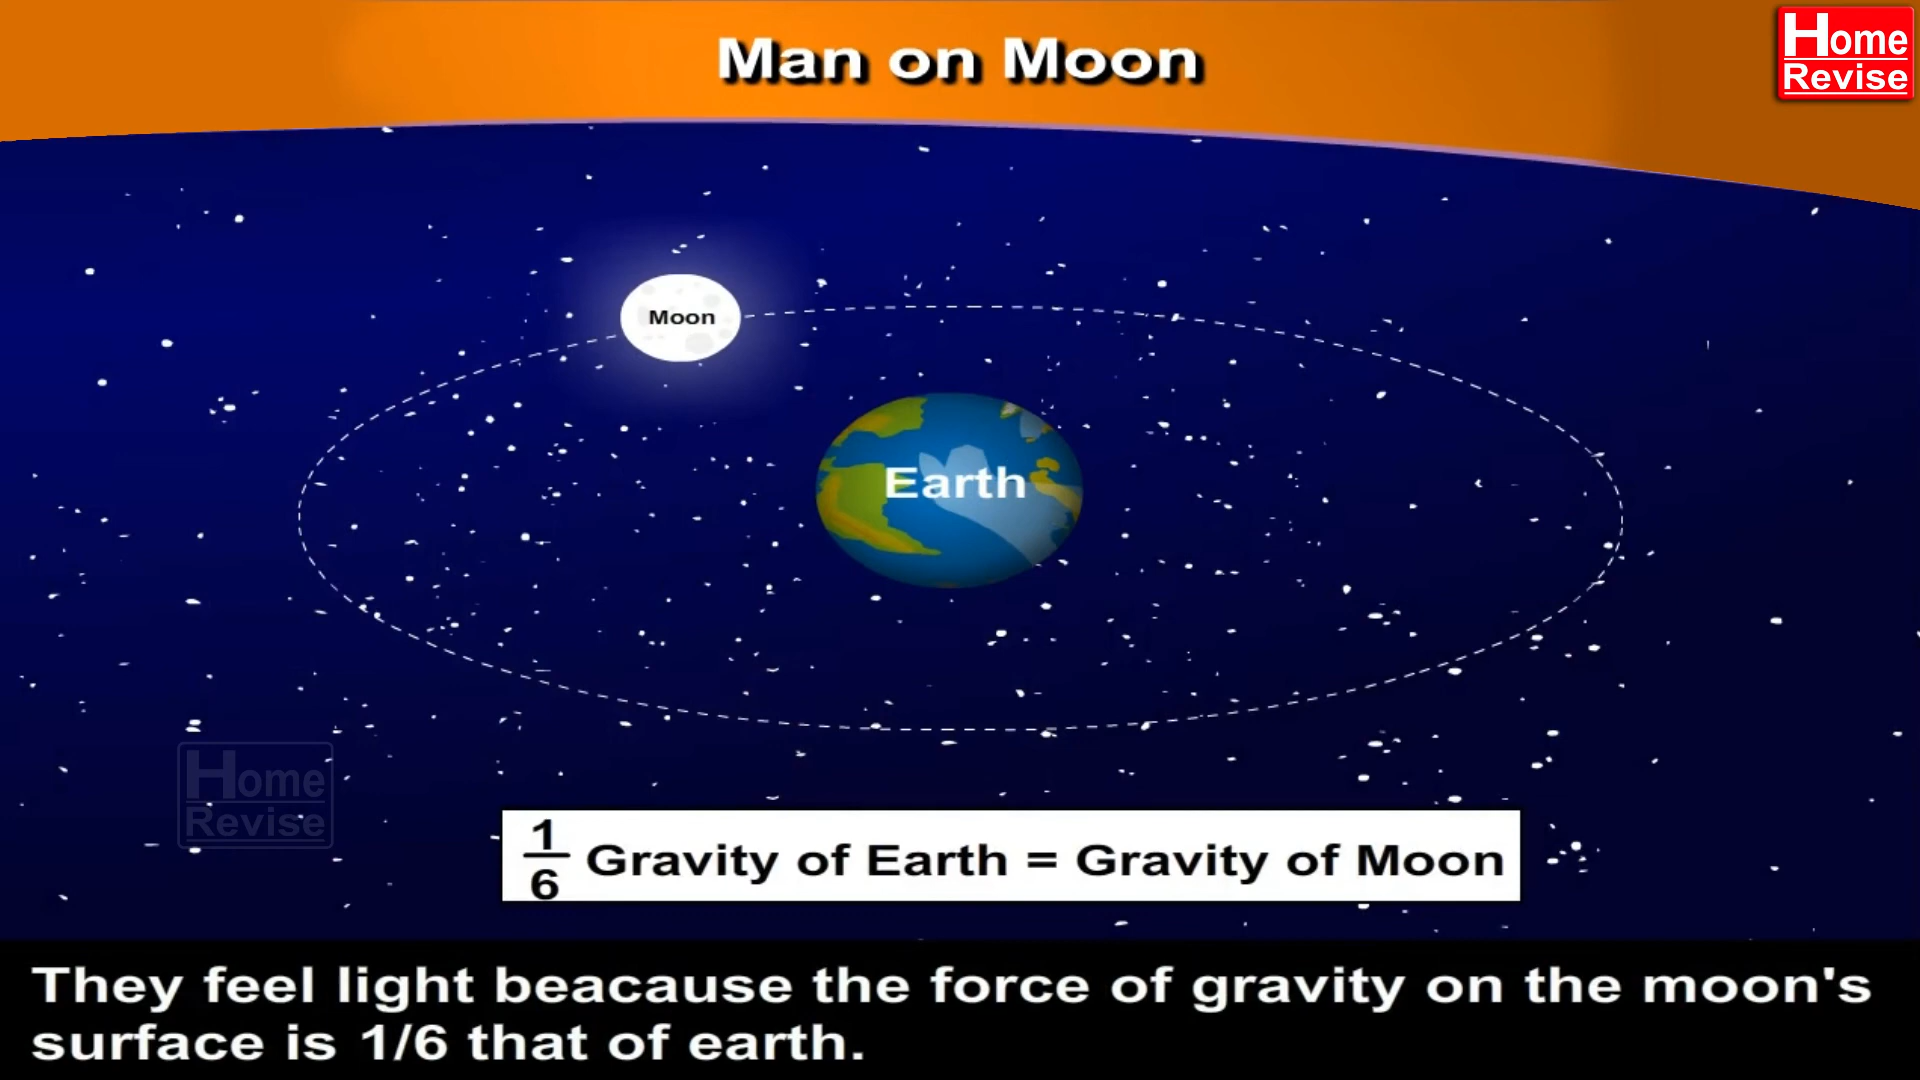 Man on Moon
Home
Revise
Moon
Earth
Home
Revise
1/6 Gravity of Earth = Gravity of Moon
They feel light beacause the force of gravity on the moon's
surface is 1/6 that of earth.